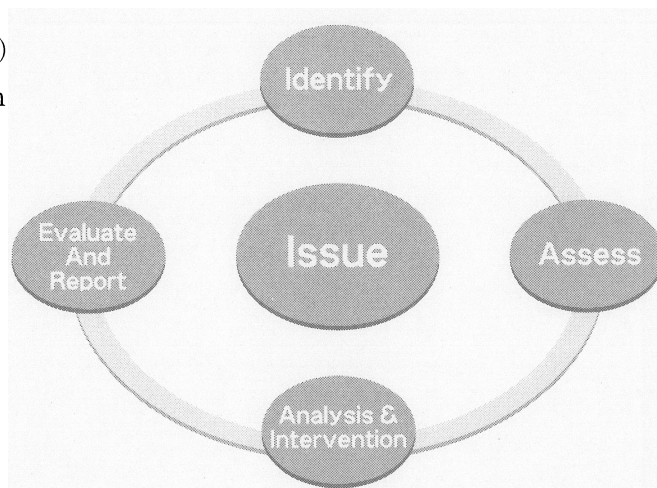 )
n
Identify
Evaluate
And
Report
Issue
Assess
Analysis &
Intervention